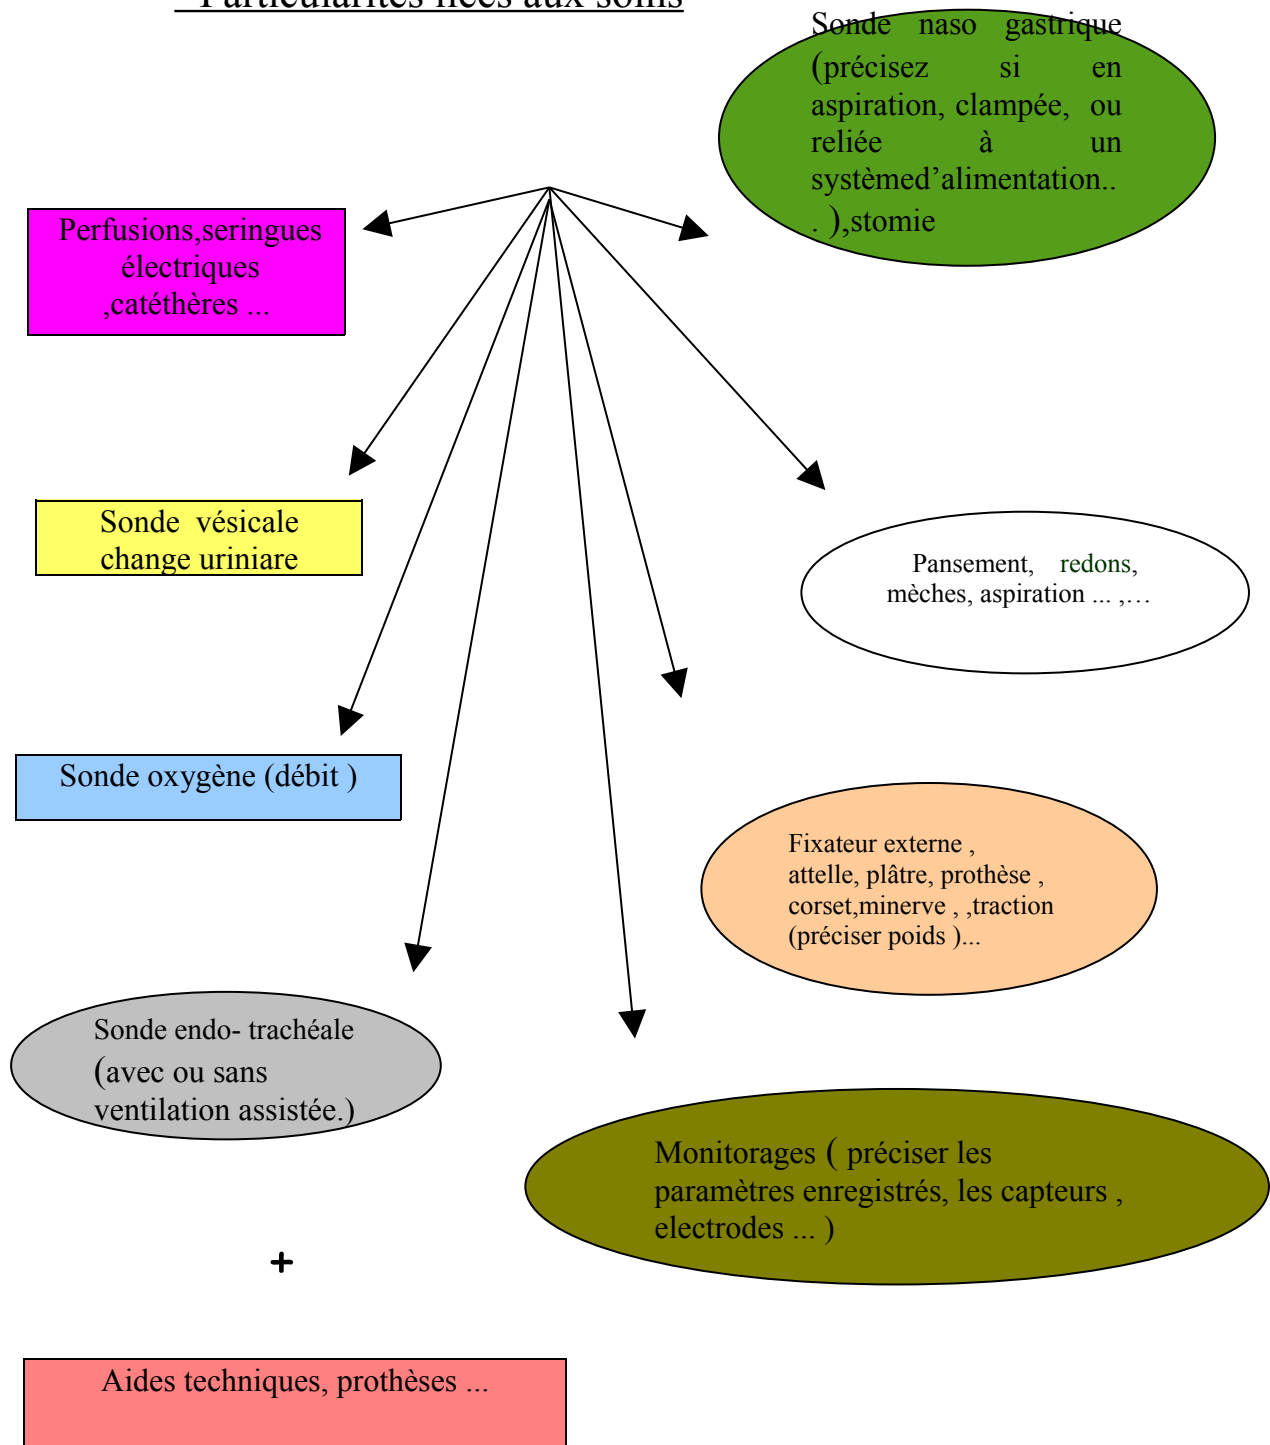 Particularités liées aux soins
Sonde naso gastrique
(précisez si en
aspiration, clampée, ou
reliée à un
systèmed’alimentation..
. ),stomie
Perfusions,seringues
électriques
,catéthères ...
Sonde vésicale
change uriniare
Pansement, redons,
mèches, aspiration ... ,…
Sonde oxygène (débit )
Fixateur externe ,
attelle, plâtre, prothèse ,
corset,minerve , ,traction
(préciser poids )...
Sonde endo- trachéale
(avec ou sans
ventilation assistée.)
Monitorages ( préciser les
paramètres enregistrés, les capteurs ,
electrodes ... )
+
Aides techniques, prothèses ...